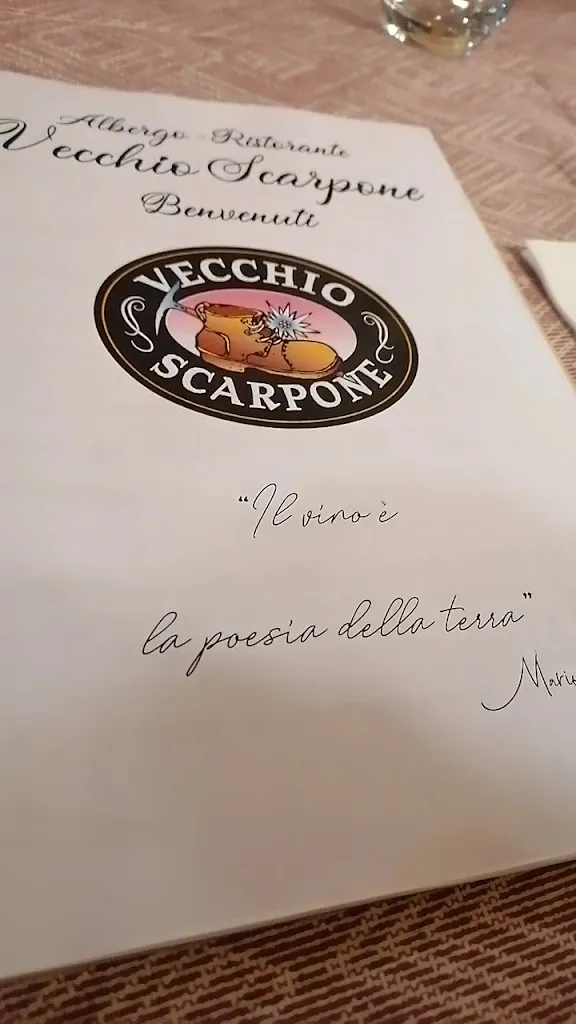 Albergo - Ristorante
Vecchio Scarpone
Benvenuti
VECCHIO
SCARPONE
“Il vino è
la poesia della terra”